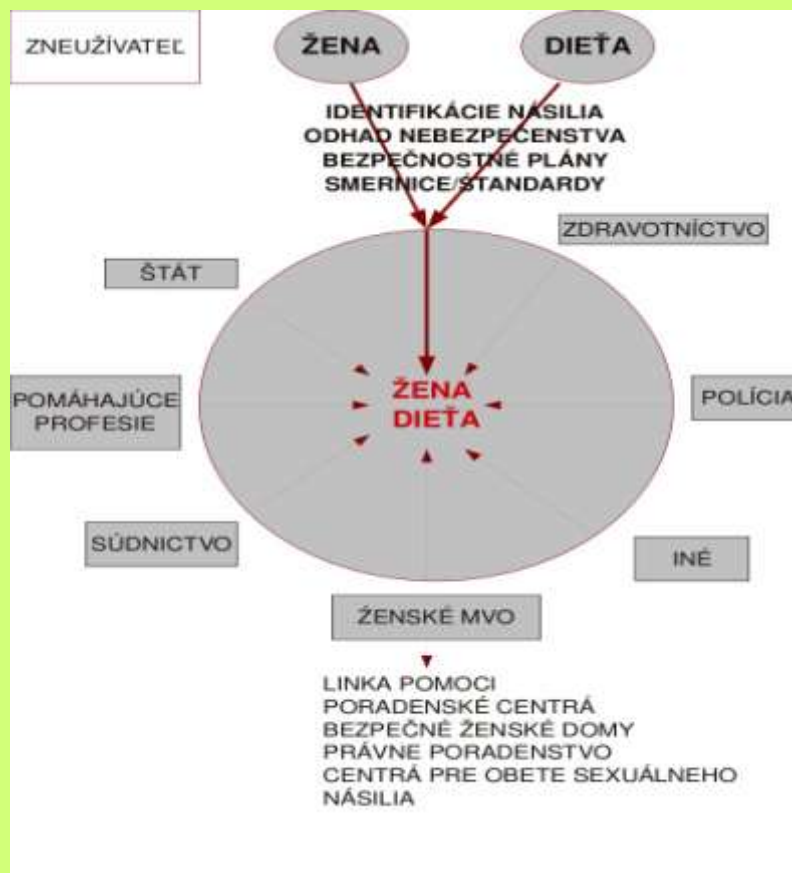 ZNEUŽÍVATEĽ
ŽENA
DIEŤA
IDENTIFIKÁCIE NÁSILIA
ODHAD NEBEZPEČENSTVA
BEZPEČNOSTNÉ PLÁNY
SMERNICE/ŠTANDARDY
ZDRAVOTNÍCTVO
ŠTÁT
POMÁHAJÚCE
PROFESIE
ŽENA
DIEŤA
POLÍCIA
SÚDNICTVO
INÉ
ŽENSKÉ MVO
LINKA POMOCI
PORADENSKÉ CENTRÁ
BEZPEČNÉ ŽENSKÉ DOMY
PRÁVNE PORADENSTVO
CENTRÁ PRE OBETE SEXUÁLNEHO
NÁSILIA